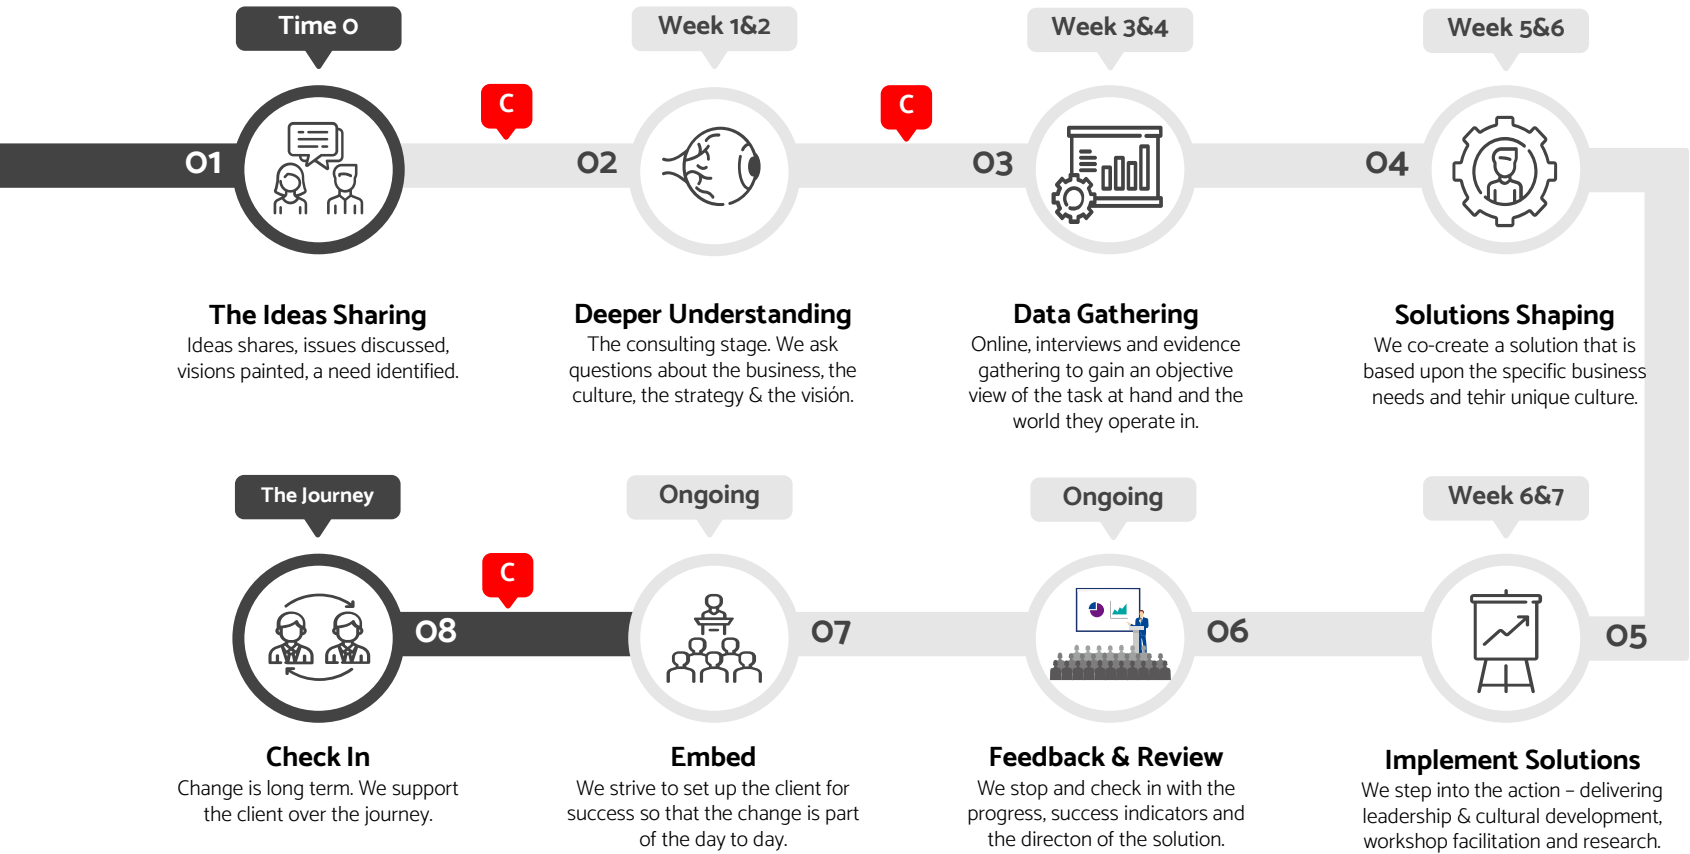 Time 0
Week 1&2
Week 3&4
Week 5&6
C
C
01
02
03
04
The Ideas Sharing
Ideas shares, issues discussed,
visions painted, a need identified.
Deeper Understanding
The consulting stage. We ask
questions about the business, the
culture, the strategy & the visión.
Data Gathering
Online, interviews and evidence
gathering to gain an objective
view of the task at hand and the
world they operate in.
Solutions Shaping
We co-create a solution that is
based upon the specific business
needs and tehir unique culture.
The Journey
Ongoing
Ongoing
Week 6&7
C
08
07
06
05
Check In
Change is long term. We support
the client over the journey.
Embed
We strive to set up the client for
success so that the change is part
of the day to day.
Feedback & Review
We stop and check in with the
progress, success indicators and
the directon of the solution.
Implement Solutions
We step into the action – delivering
leadership & cultural development,
workshop facilitation and research.